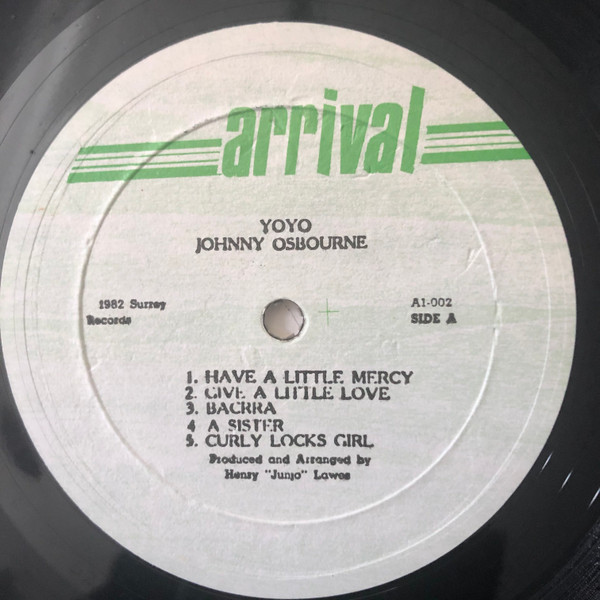 arrival
YOYO
JOHNNY OSBOURNE
1982 Surrey
Records
A1-002
SIDE A
1. HAVE A LITTLE MERCY
2. GIVE A LITTLE LOVE
3. BACRRA
4 A SISTER
5. CURLY LOCKS GIRL
Produced and Arranged by
Henry "Junjo" Lawes